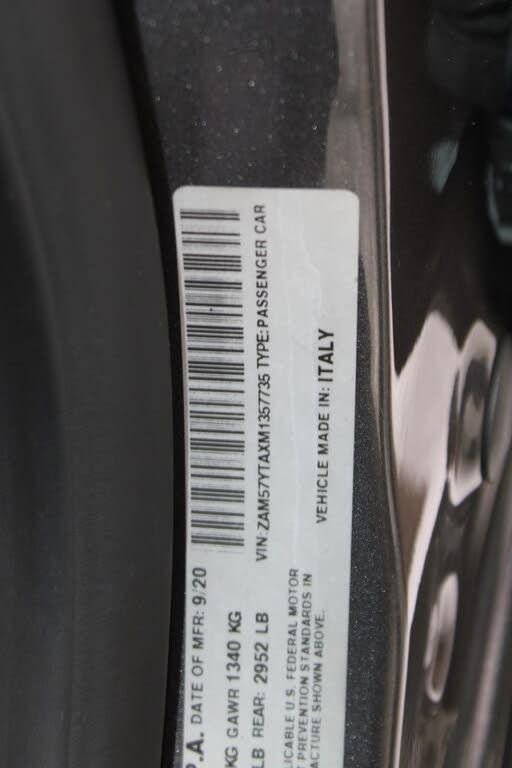 P.A. DATE OF MFR: 9/20
KG GAWR 1340 KG
LB REAR: 2952 LB
VIN:ZAM57YTAXM1357735 TYPE:PASSENGER CAR
LICABLE U.S. FEDERAL MOTOR
PREVENTION STANDARDS IN
ACTURE SHOWN ABOVE.
VEHICLE MADE IN: ITALY